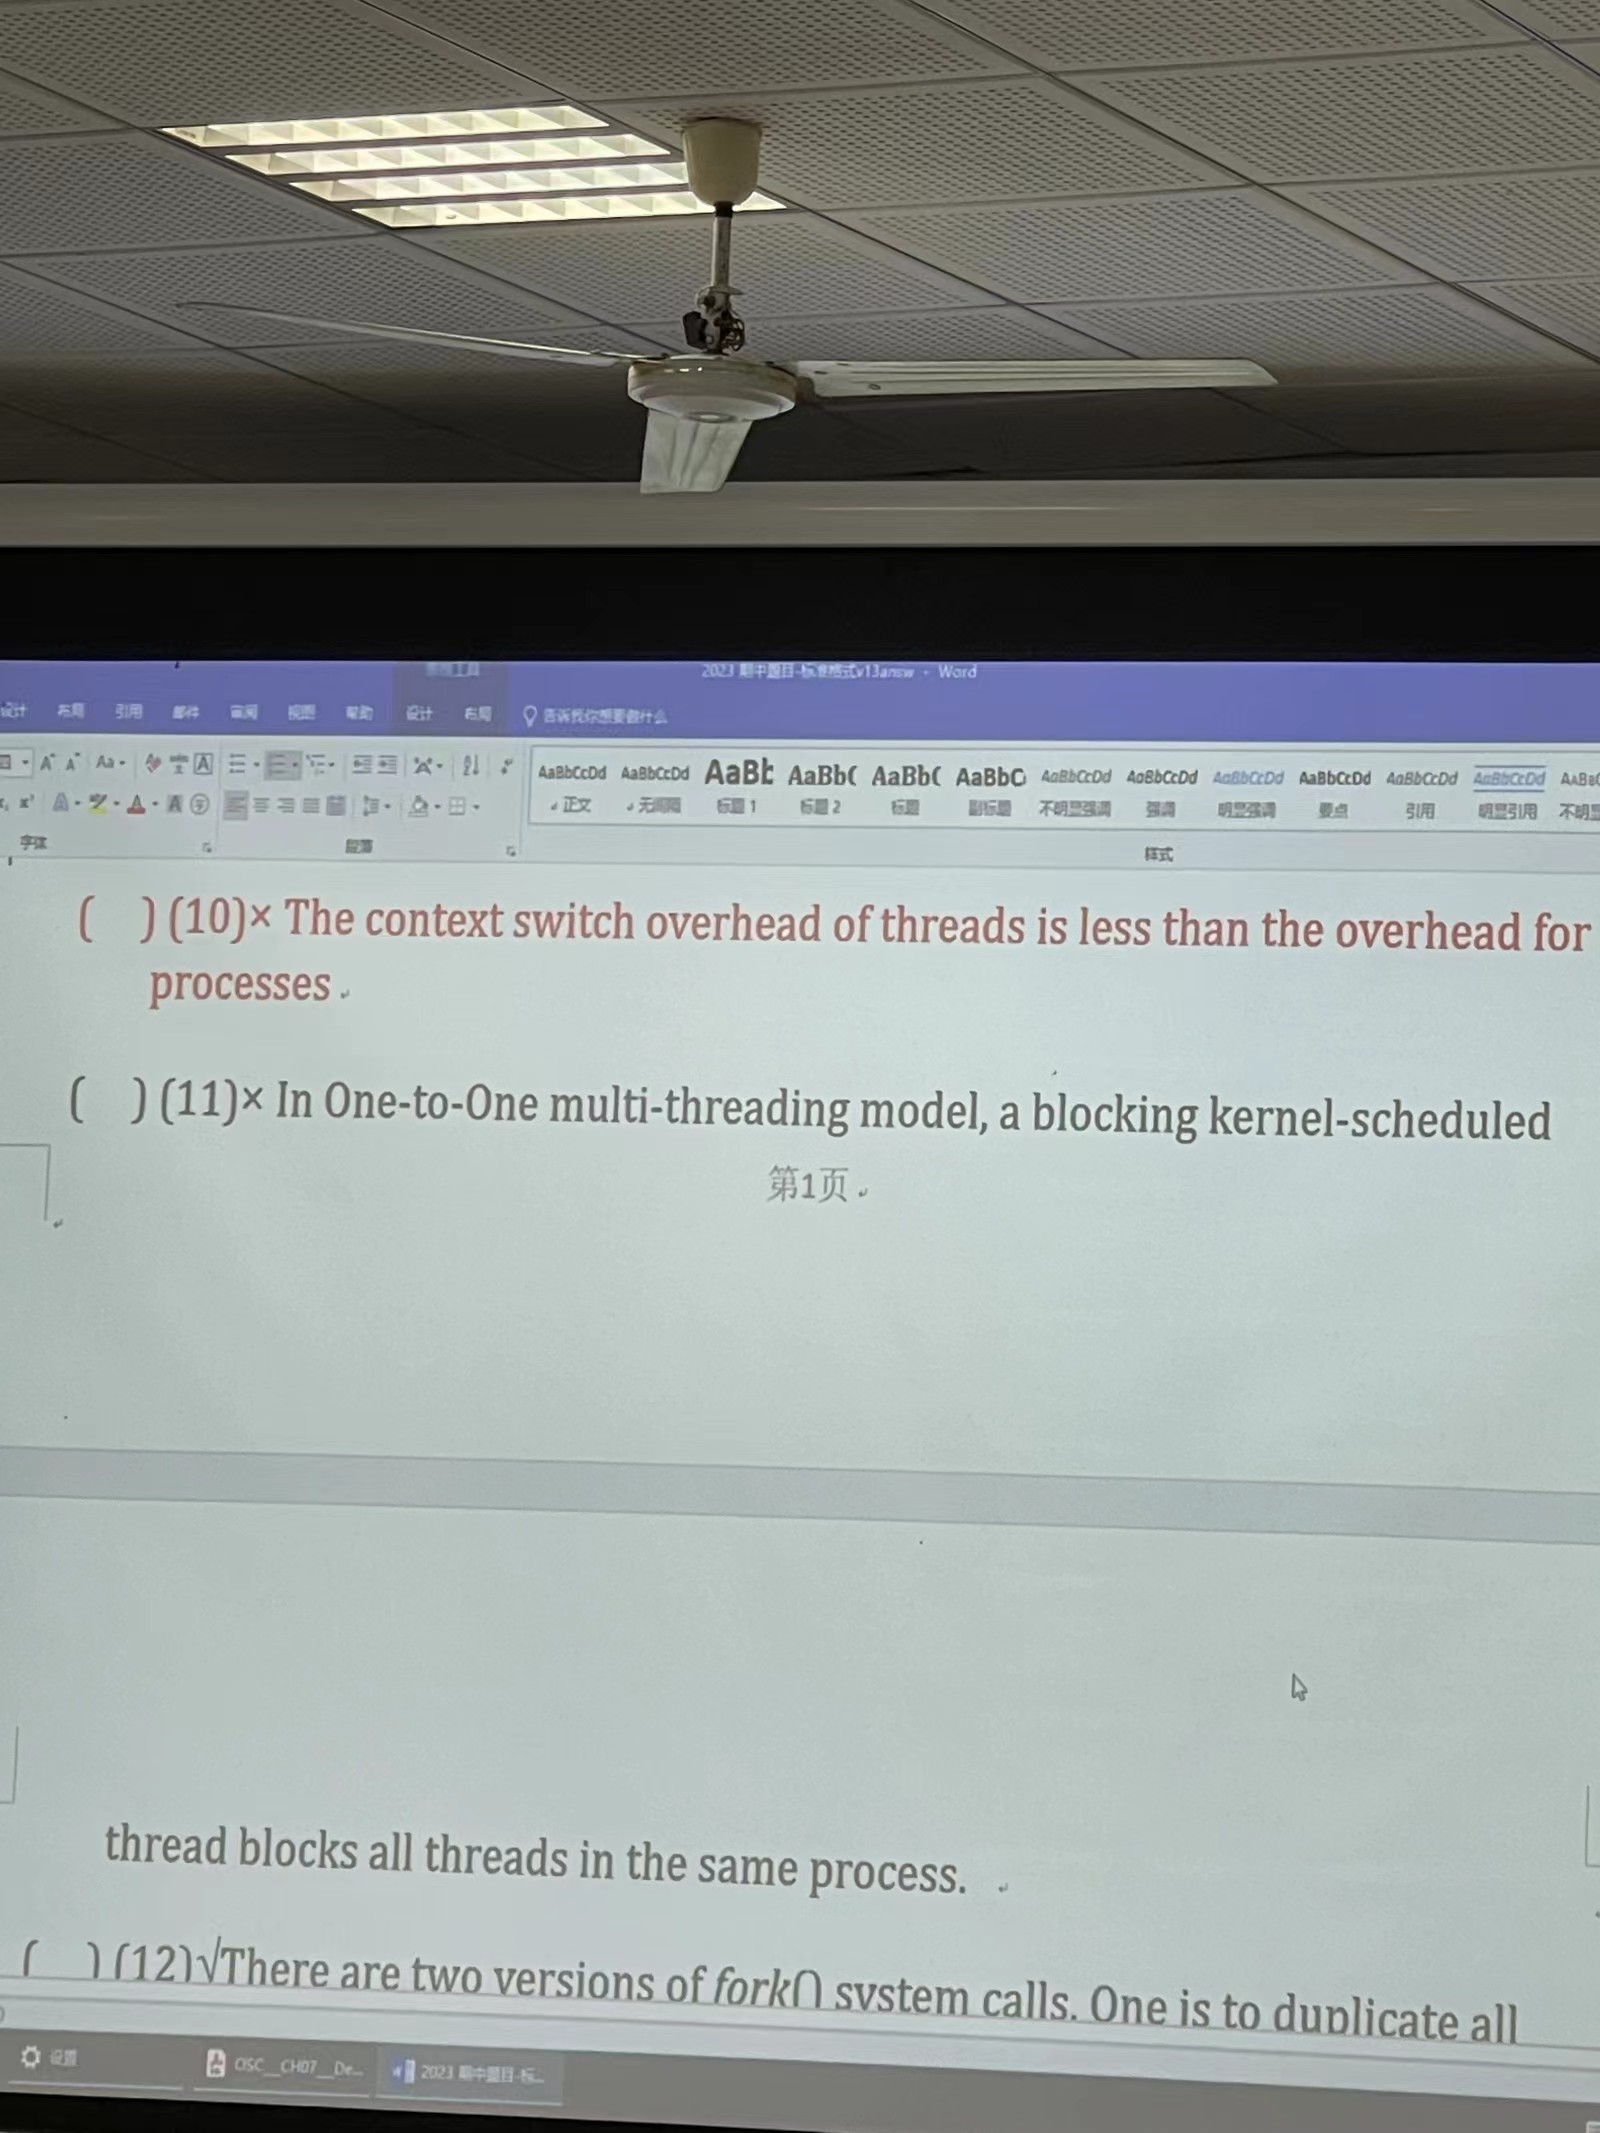 2023 期中题目-标准格式v13answ - Word
设计 布局 引用 邮件 审阅 视图 帮助 设计 布局 告诉我你想要做什么
Aa
AaBbCcDd AaBbCcDd AaBb AaBb( AaBb( AaBbC AaBbCcDd AaBbCcDd AaBbCcDd AaBbCcDd AaBbCcDd AaBbCcDd
正文 无间隔 标题 1 标题 2 标题 副标题 不明显强调 强调 明显强调 要点 引用 明显引用
字体 段落 样式
( ) (10)× The context switch overhead of threads is less than the overhead for
processes
( ) (11)× In One-to-One multi-threading model, a blocking kernel-scheduled
第1页
thread blocks all threads in the same process.
( ) (12)√There are two versions of fork() system calls. One is to duplicate all
设置 OSC__CH07__De... 2023 期中题目-标...